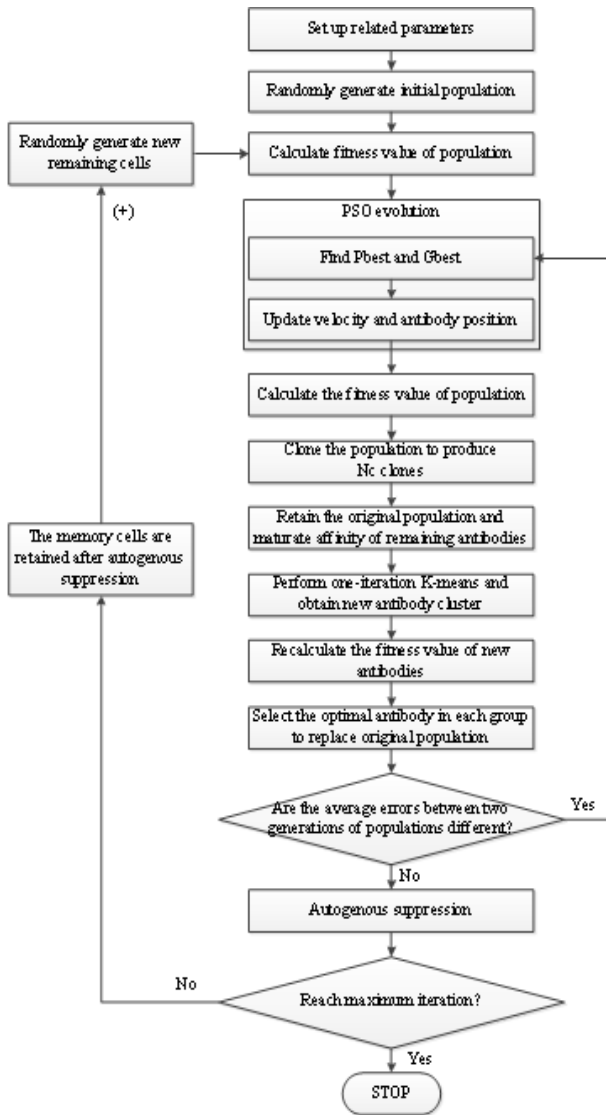 Set up related parameters
Randomly generate initial population
Randomly generate new
remaining cells
Calculate fitness value of population
(+)
PSO evolution
Find Pbest and Gbest
Update velocity and antibody position
Calculate the fitness value of population
Clone the population to produce
Nc clones
Retain the original population and
maturate affinity of remaining antibodies
The memory cells are
retained after autogenous
suppression
Perform one-iteration K-means and
obtain new antibody cluster
Recalculate the fitness value of new
antibodies
Select the optimal antibody in each group
to replace original population
Are the average errors between two
generations of populations different?
Yes
No
Autogenous suppression
No
Reach maximum iteration?
Yes
STOP